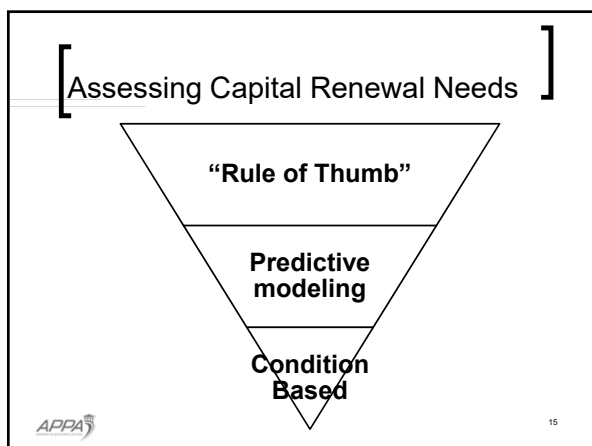 Assessing Capital Renewal Needs
“Rule of Thumb”
Predictive
modeling
Condition
Based
APPA
15